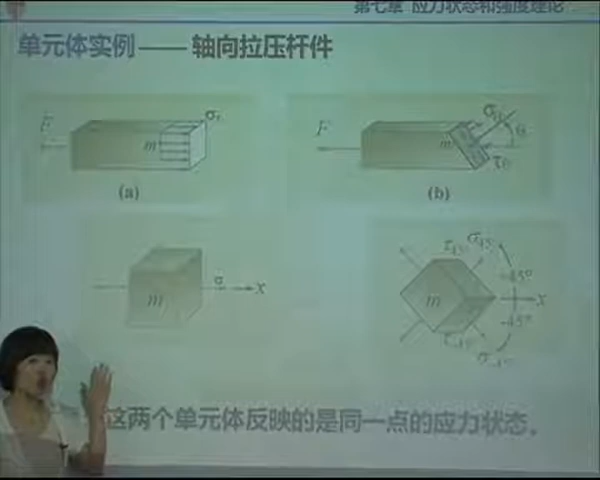 第七章 应力状态和强度理论
单元体实例——轴向拉压杆件
F m σ
(a)
F m θ τθ
(b)
m σ x
m τ45° σ45° 45° x -45°
这两个单元体反映的是同一点的应力状态。